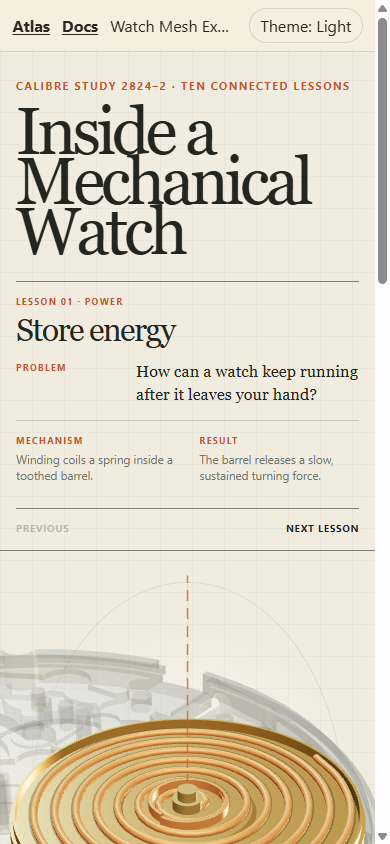 Atlas Docs Watch Mesh Ex... Theme: Light
CALIBRE STUDY 2824–2 · TEN CONNECTED LESSONS
Inside a
Mechanical
Watch
LESSON 01 · POWER
Store energy
PROBLEM
How can a watch keep running
after it leaves your hand?
MECHANISM
Winding coils a spring inside a
toothed barrel.
RESULT
The barrel releases a slow,
sustained turning force.
PREVIOUS
NEXT LESSON